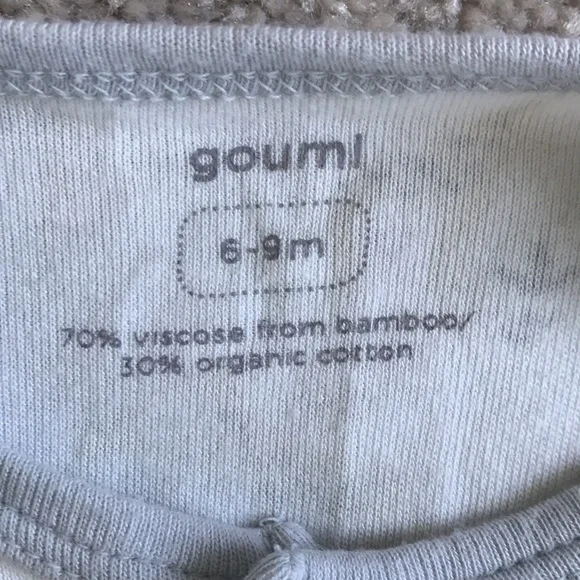 goumi
6-9m
70% viscose from bamboo/
30% organic cotton